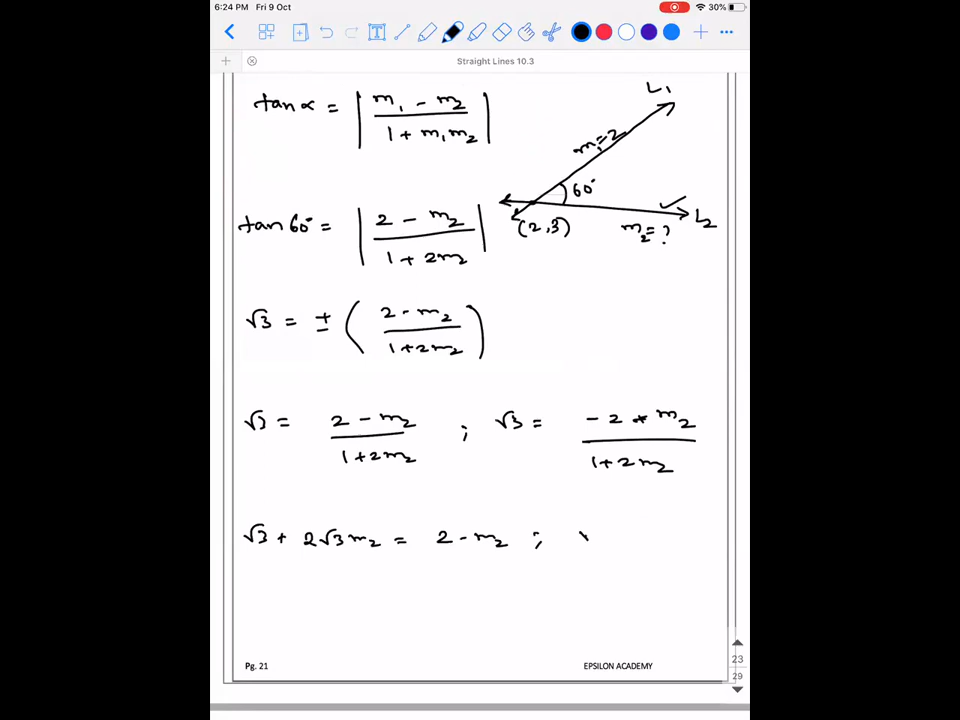 6:24 PM Fri 9 Oct 30%
Straight Lines 10.3
tan α = | m₁ - m₂ / 1 + m₁m₂ |
L₁
m₁ = 2
60°
(2,3)
m₂ = ?
L₂
tan 60° = | 2 - m₂ / 1 + 2m₂ |
√3 = ± ( 2 - m₂ / 1 + 2m₂ )
√3 = 2 - m₂ / 1 + 2m₂ ; √3 = -2 + m₂ / 1 + 2m₂
√3 + 2√3m₂ = 2 - m₂ ;
Pg. 21 EPSILON ACADEMY
23
29